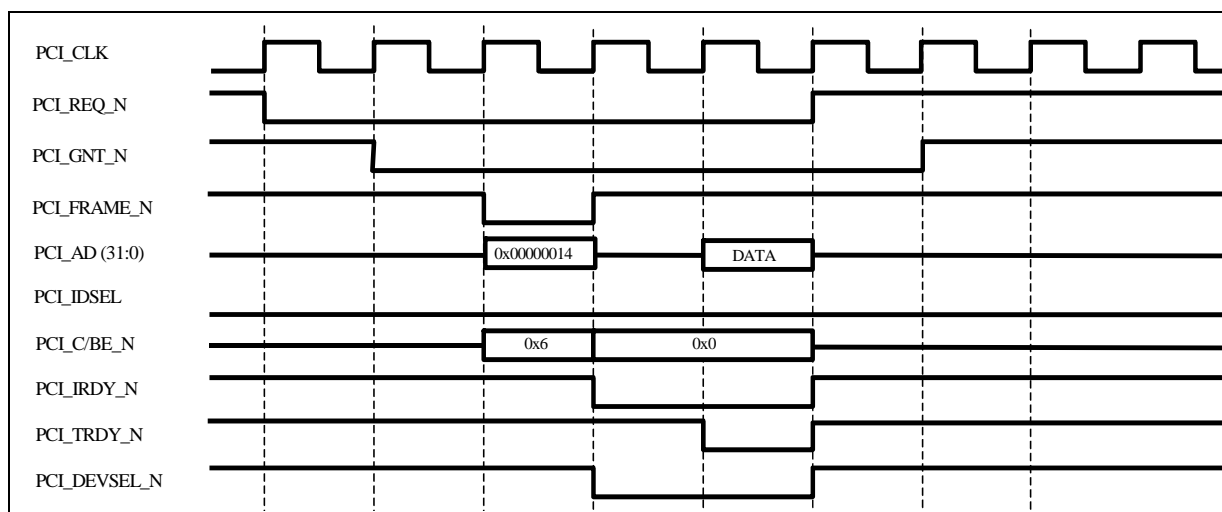 PCI_CLK
PCI_REQ_N
PCI_GNT_N
PCI_FRAME_N
PCI_AD (31:0) 0x00000014 DATA
PCI_IDSEL
PCI_C/BE_N 0x6 0x0
PCI_IRDY_N
PCI_TRDY_N
PCI_DEVSEL_N